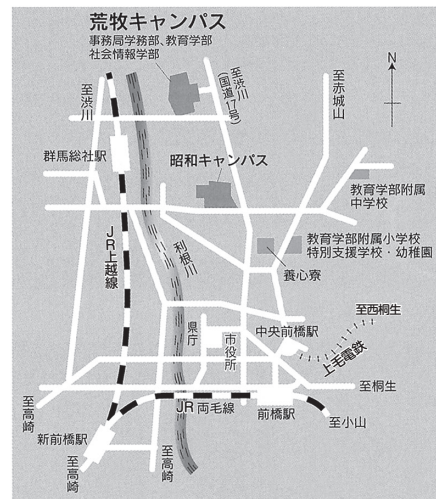 荒牧キャンパス
事務局学務部、教育学部
社会情報学部
至渋川
至渋川
(国道17号)
至赤城山
N
群馬総社駅
昭和キャンパス
教育学部附属
中学校
JR上越線
利根川
教育学部附属小学校
特別支援学校・幼稚園
養心寮
県庁
市役所
中央前橋駅
至西桐生
上毛電鉄
至桐生
至高崎
JR両毛線
前橋駅
至小山
新前橋駅
至高崎
至高崎